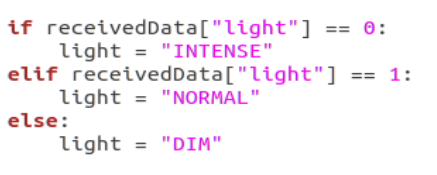 if receivedData["light"] == 0:
    light = "INTENSE"
elif receivedData["light"] == 1:
    light = "NORMAL"
else:
    light = "DIM"